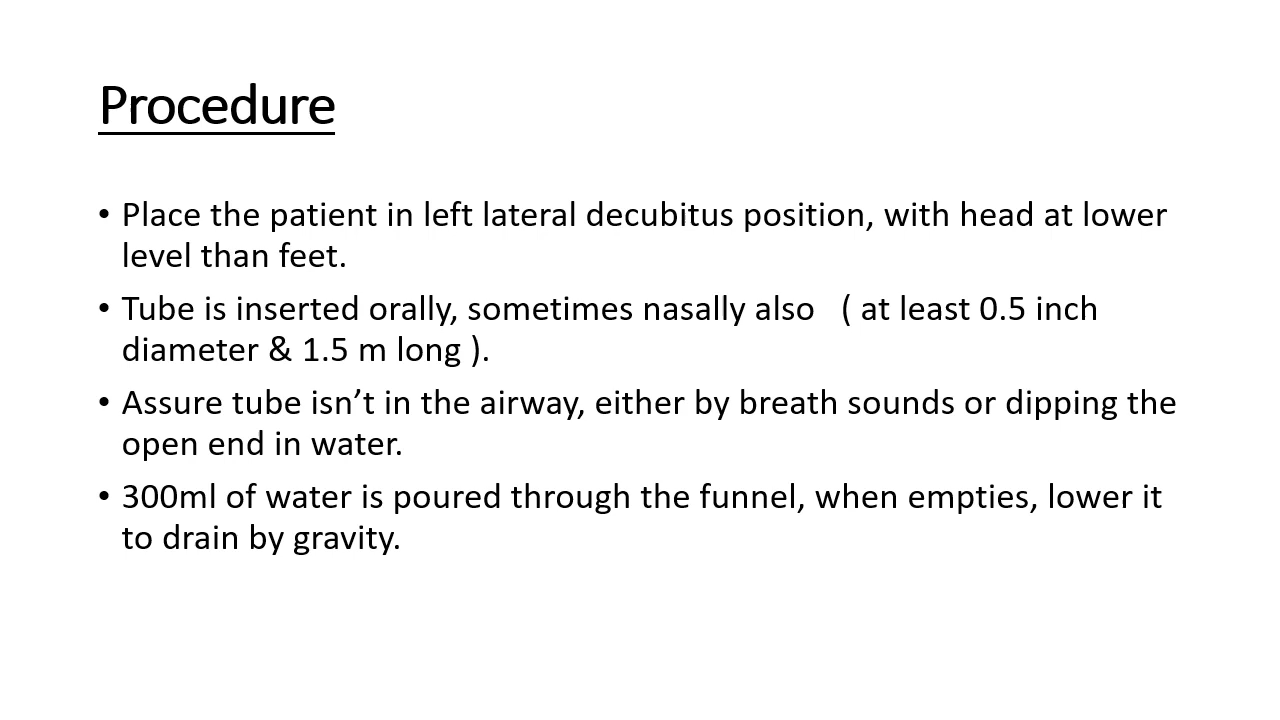 Procedure
• Place the patient in left lateral decubitus position, with head at lower
level than feet.
• Tube is inserted orally, sometimes nasally also ( at least 0.5 inch
diameter & 1.5 m long ).
• Assure tube isn’t in the airway, either by breath sounds or dipping the
open end in water.
• 300ml of water is poured through the funnel, when empties, lower it
to drain by gravity.